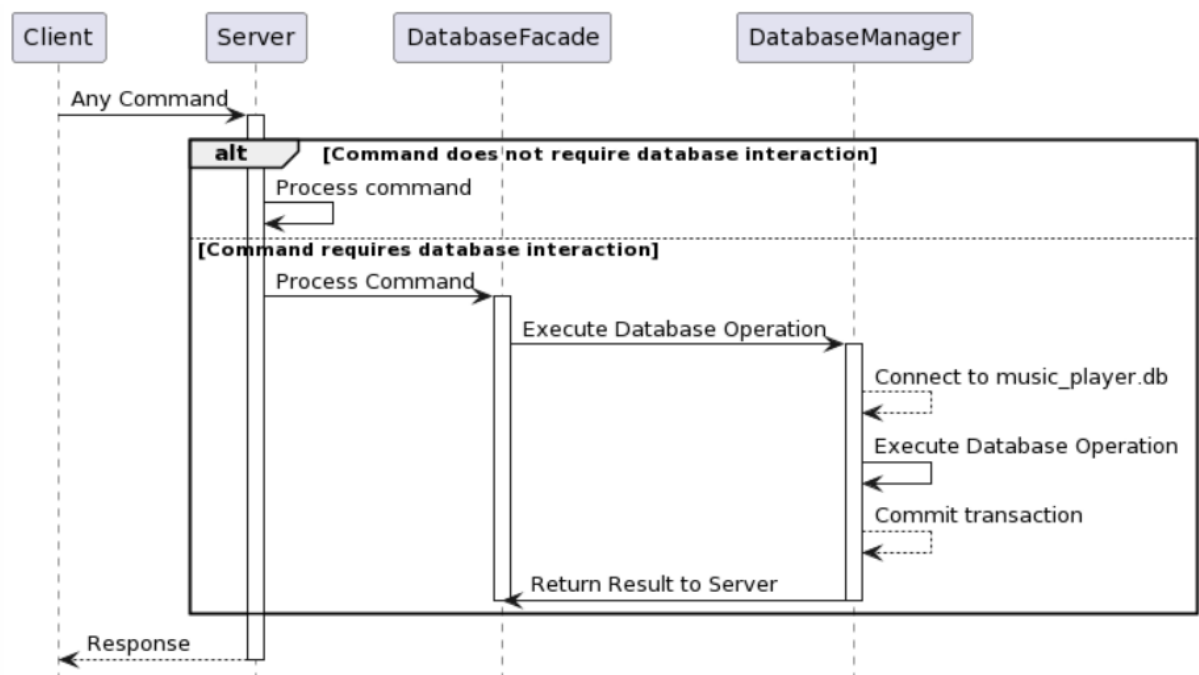 Client
Server
DatabaseFacade
DatabaseManager
Any Command
alt
[Command does not require database interaction]
Process command
[Command requires database interaction]
Process Command
Execute Database Operation
Connect to music_player.db
Execute Database Operation
Commit transaction
Return Result to Server
Response